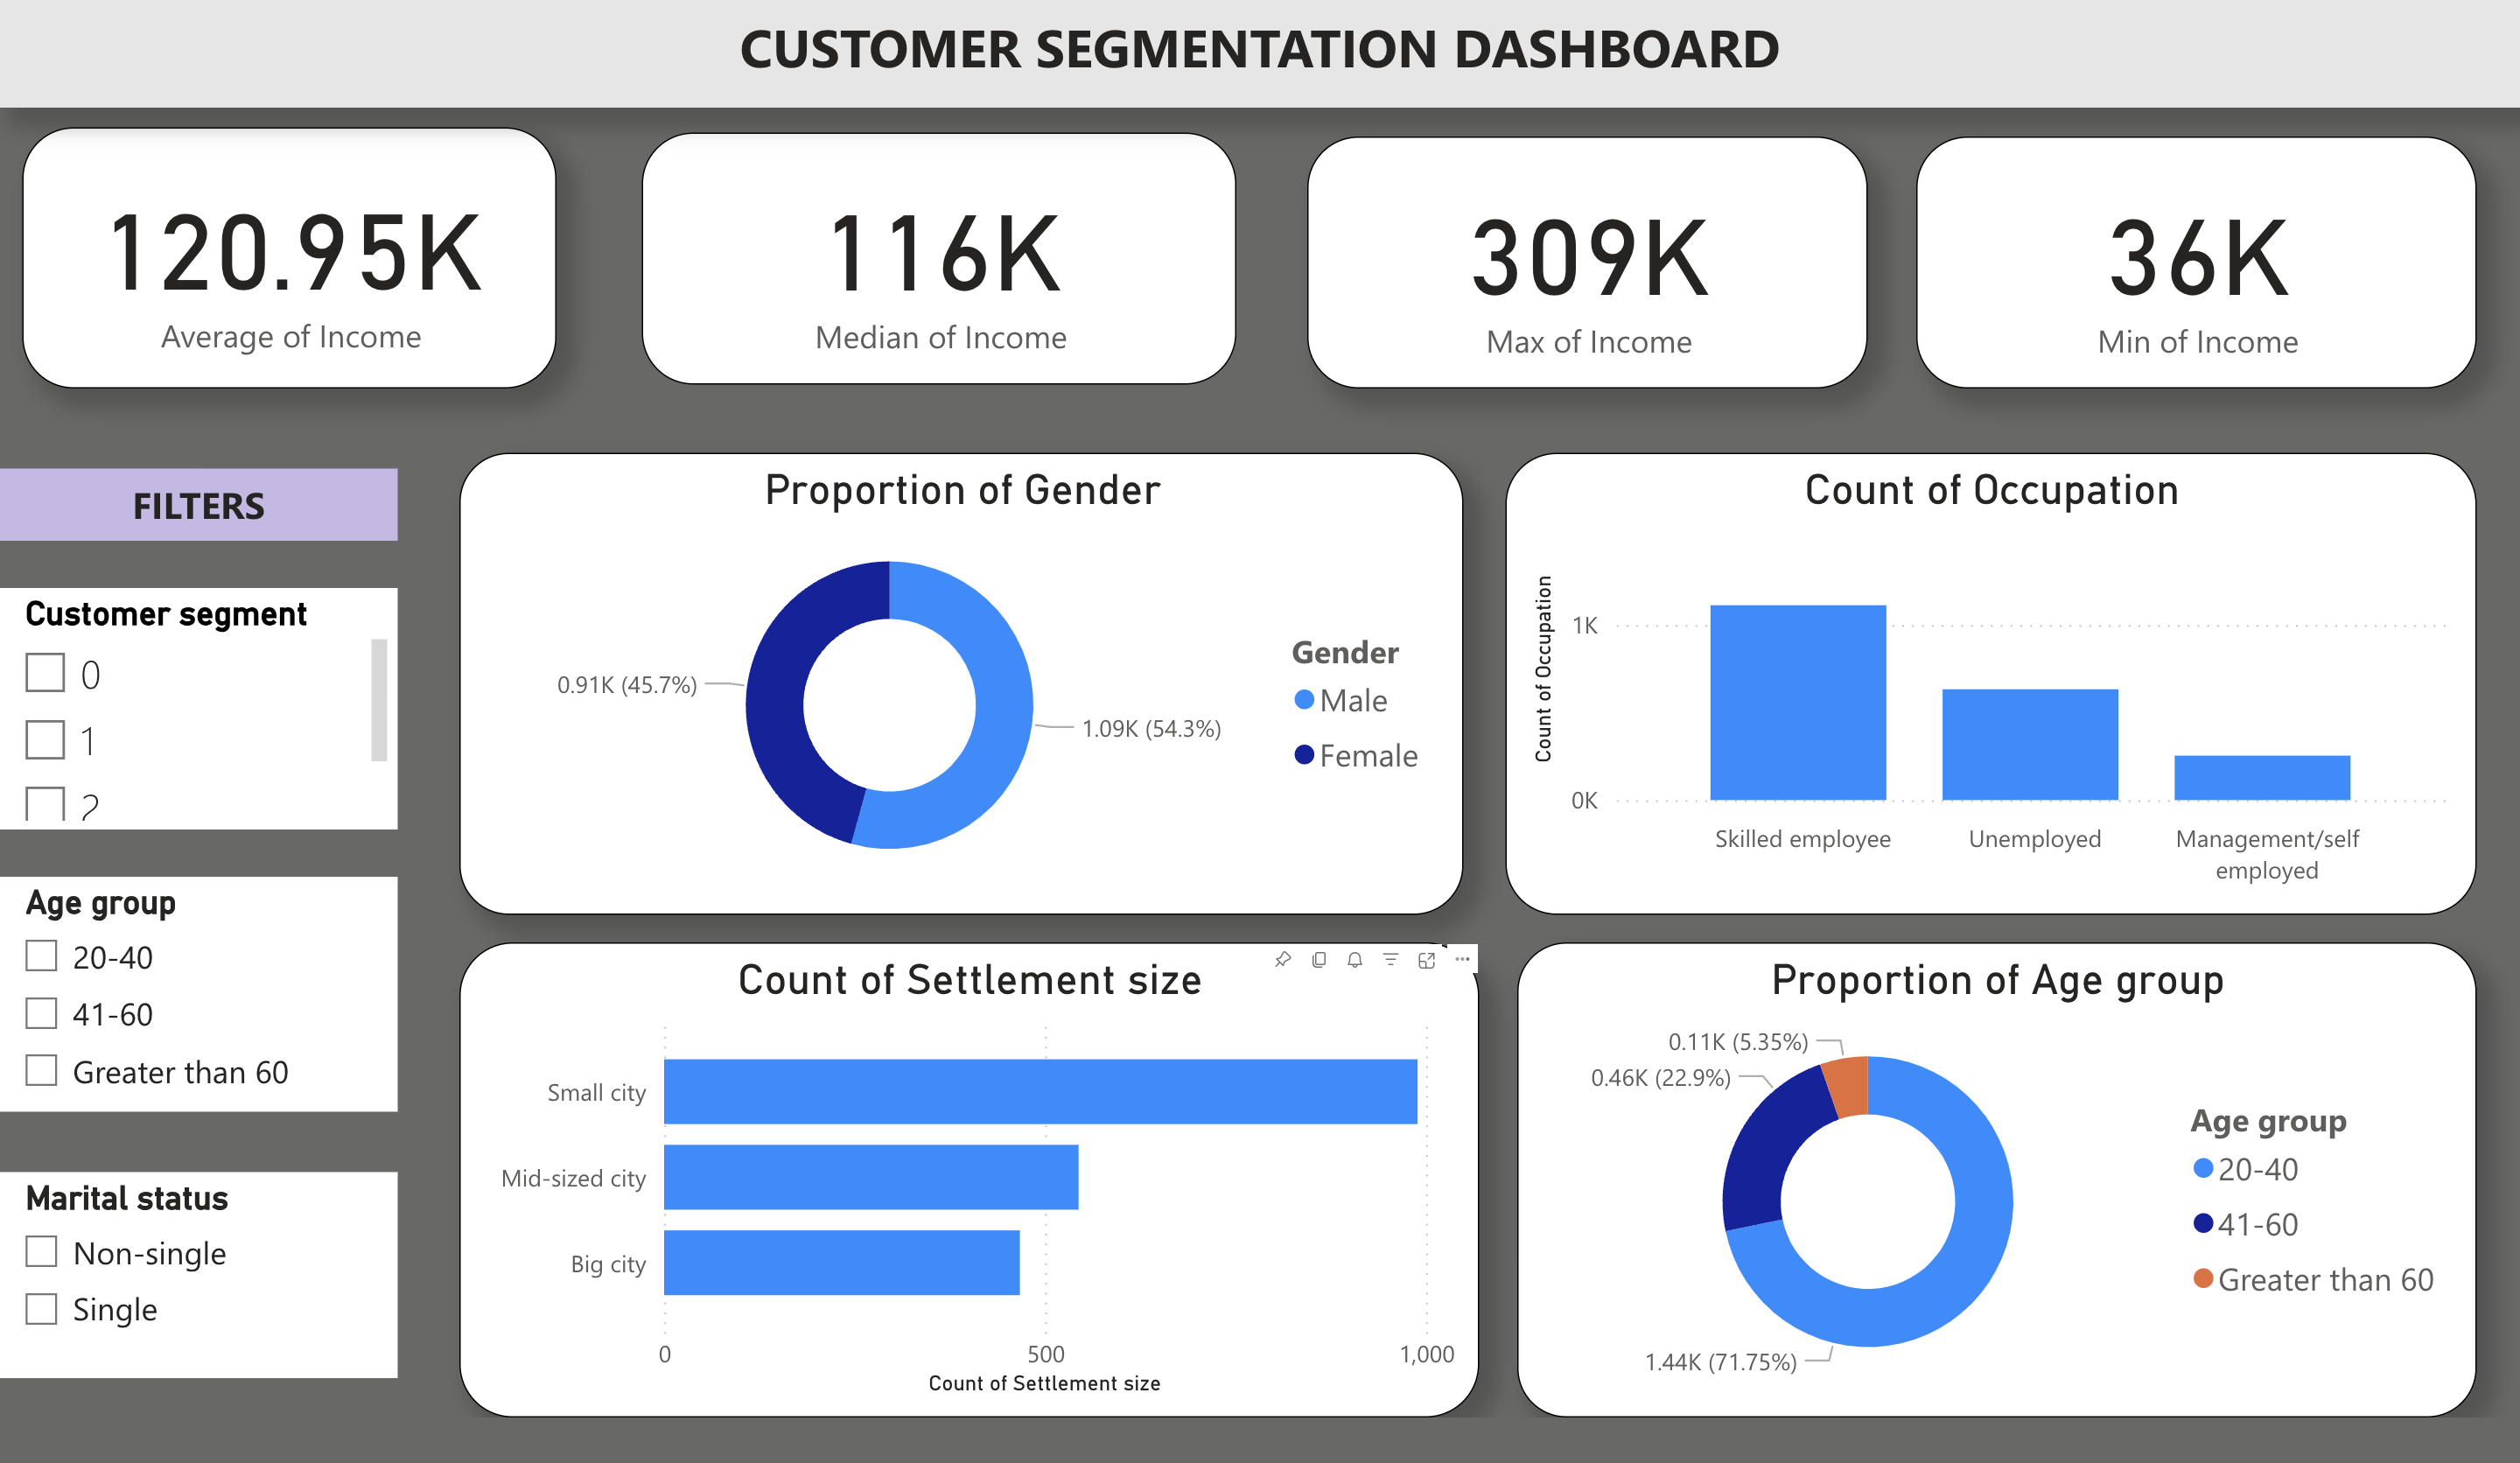 CUSTOMER SEGMENTATION DASHBOARD
120.95K
Average of Income
116K
Median of Income
309K
Max of Income
36K
Min of Income
FILTERS
Customer segment
0
1
2
Age group
20-40
41-60
Greater than 60
Marital status
Non-single
Single
Proportion of Gender
0.91K (45.7%)
1.09K (54.3%)
Gender
Male
Female
Count of Occupation
Count of Occupation
1K
0K
Skilled employee
Unemployed
Management/self
employed
Count of Settlement size
Small city
Mid-sized city
Big city
0
500
1,000
Count of Settlement size
Proportion of Age group
0.11K (5.35%)
0.46K (22.9%)
1.44K (71.75%)
Age group
20-40
41-60
Greater than 60